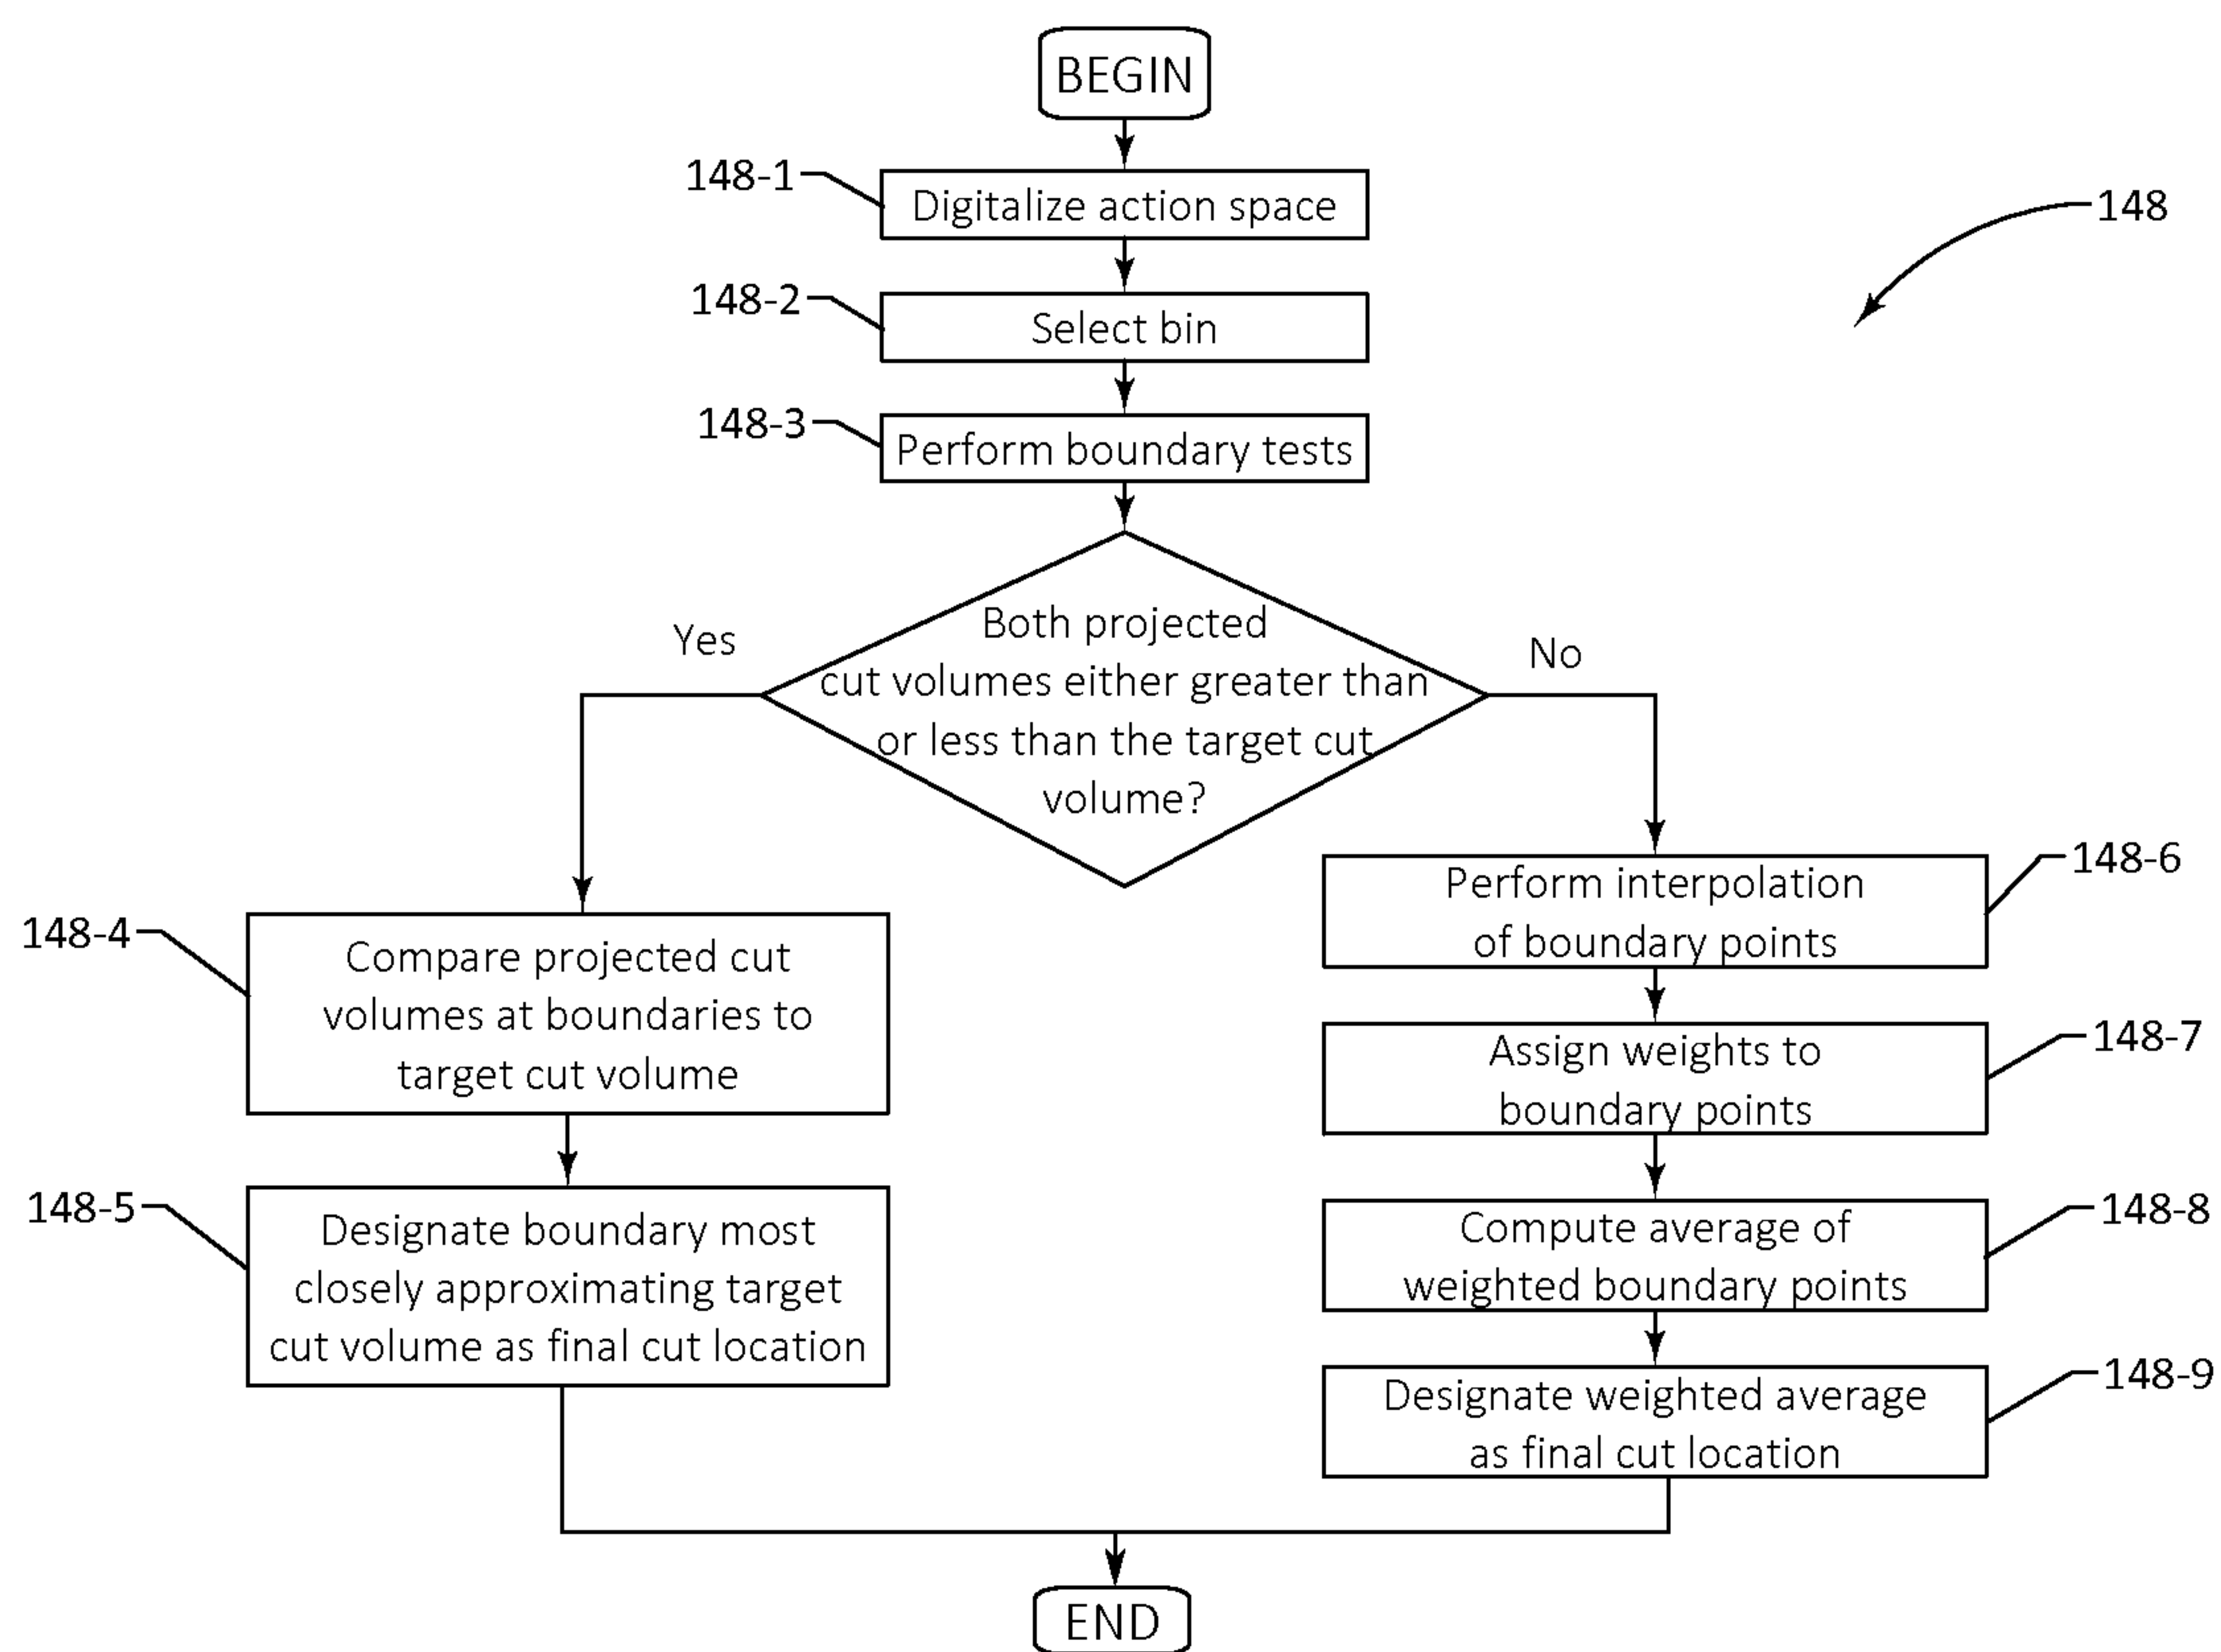 BEGIN
148-1
Digitalize action space
148
148-2
Select bin
148-3
Perform boundary tests
Both projected
cut volumes either greater than
or less than the target cut
volume?
Yes
No
148-4
Compare projected cut
volumes at boundaries to
target cut volume
148-5
Designate boundary most
closely approximating target
cut volume as final cut location
Perform interpolation
of boundary points
148-6
Assign weights to
boundary points
148-7
Compute average of
weighted boundary points
148-8
Designate weighted average
as final cut location
148-9
END